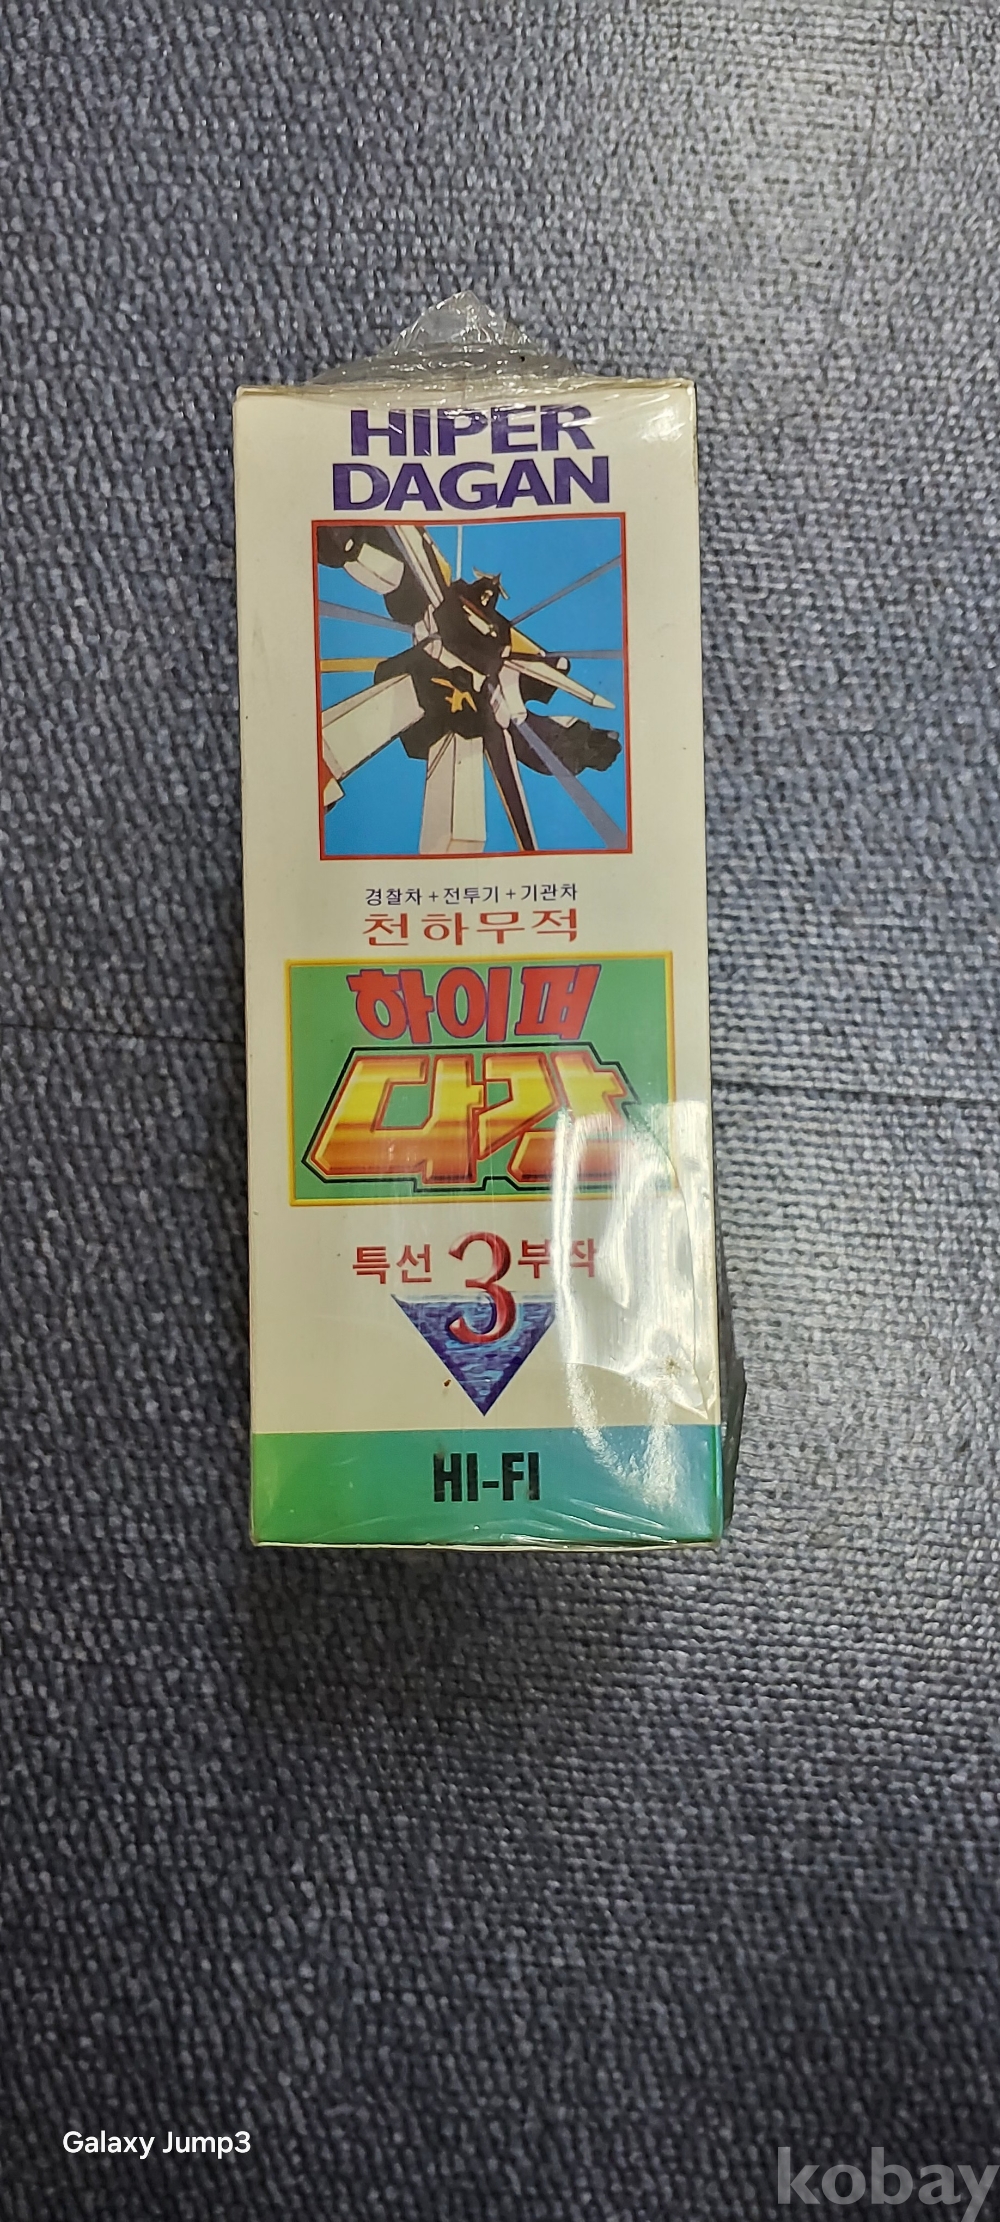 HIPER
DAGAN
경찰차+전투기+기관차
천하무적
하이퍼
다간
특선 3 부작
HI-FI
Galaxy Jump3
kobay